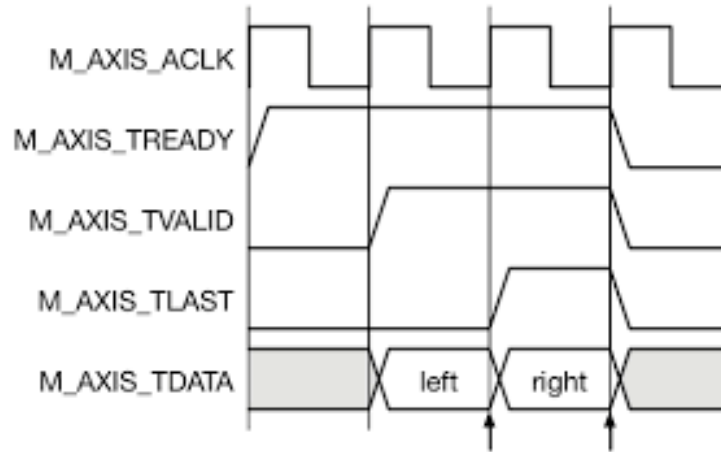 M_AXIS_ACLK
M_AXIS_TREADY
M_AXIS_TVALID
M_AXIS_TLAST
M_AXIS_TDATA left right